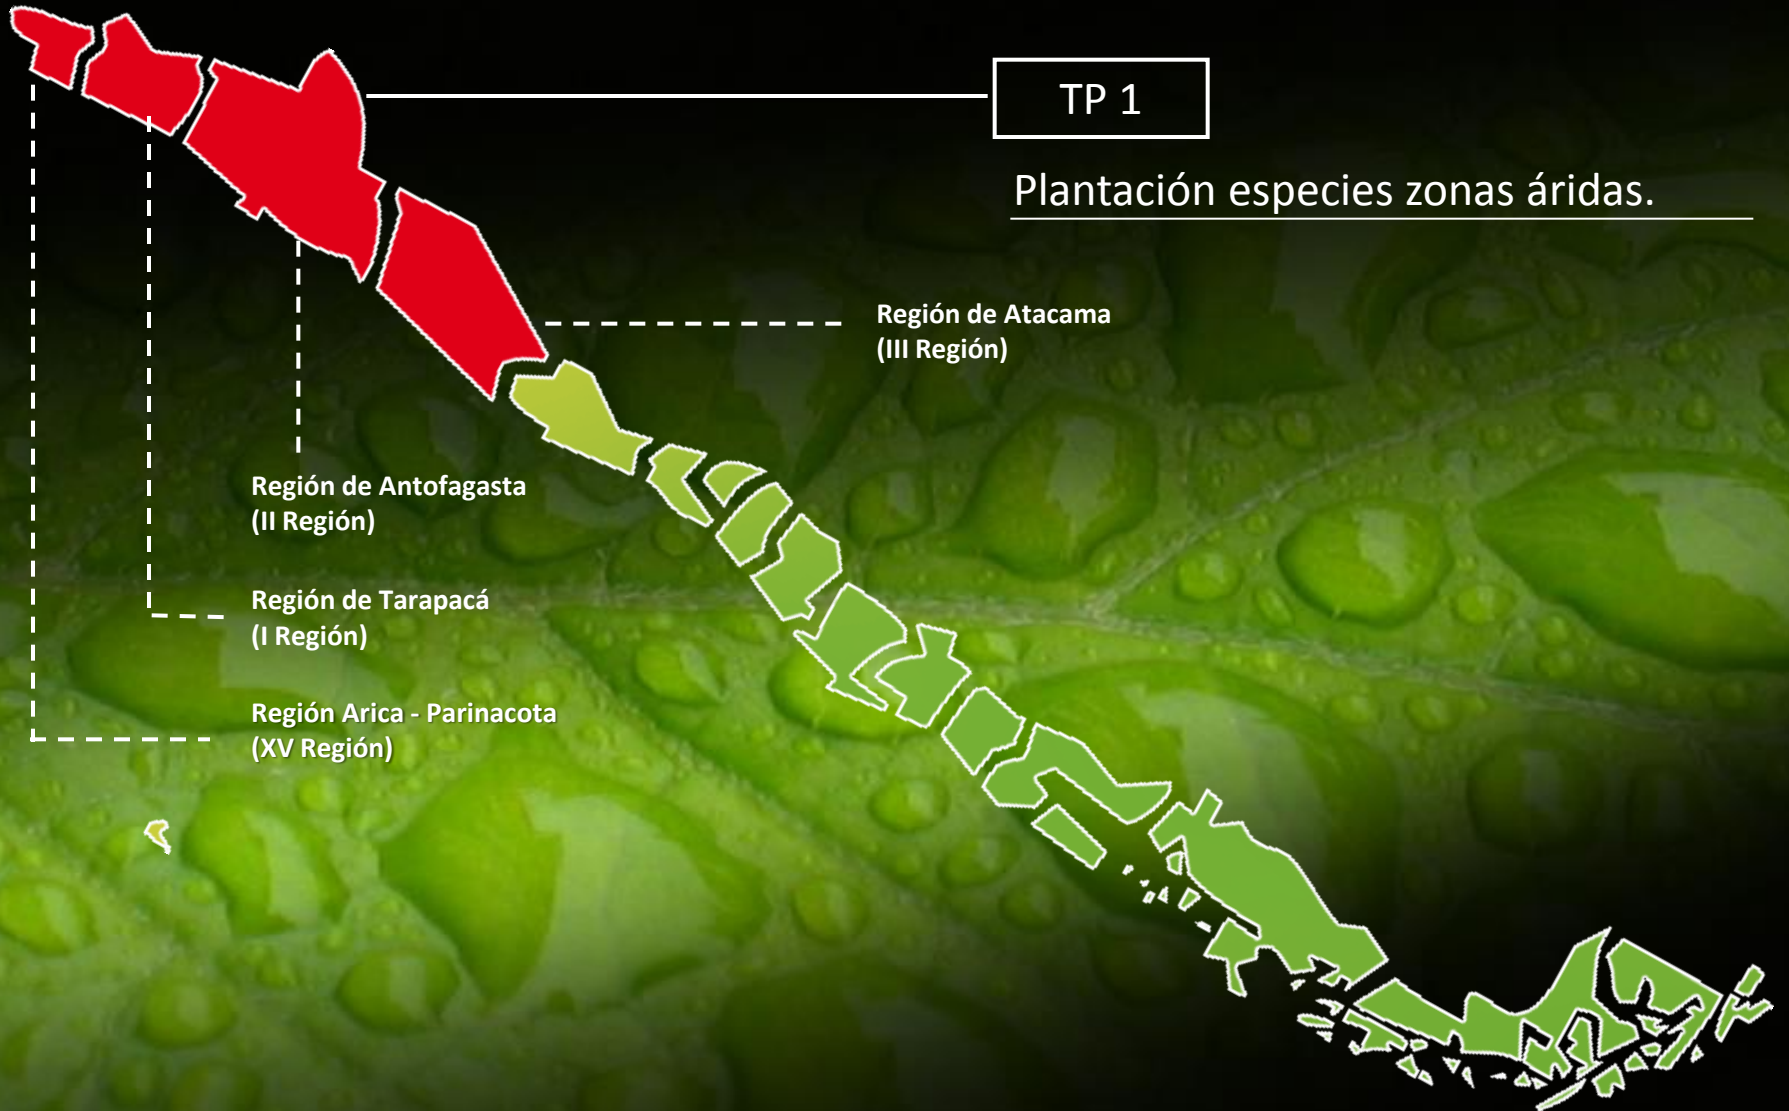 TP 1
Plantación especies zonas áridas.
Región de Atacama
(III Región)
Región de Antofagasta
(II Región)
Región de Tarapacá
(I Región)
Región Arica - Parinacota
(XV Región)